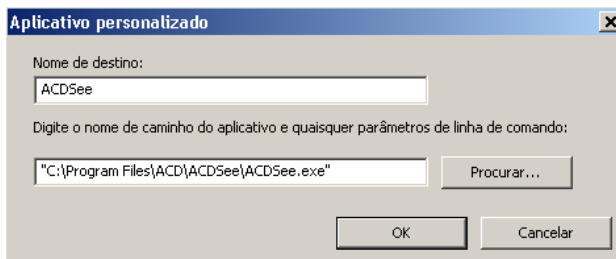 Aplicativo personalizado
Nome de destino:
ACDSee
Digite o nome de caminho do aplicativo e quaisquer parâmetros de linha de comando:
"C:\Program Files\ACD\ACDSee\ACDSee.exe"
Procurar...
OK
Cancelar